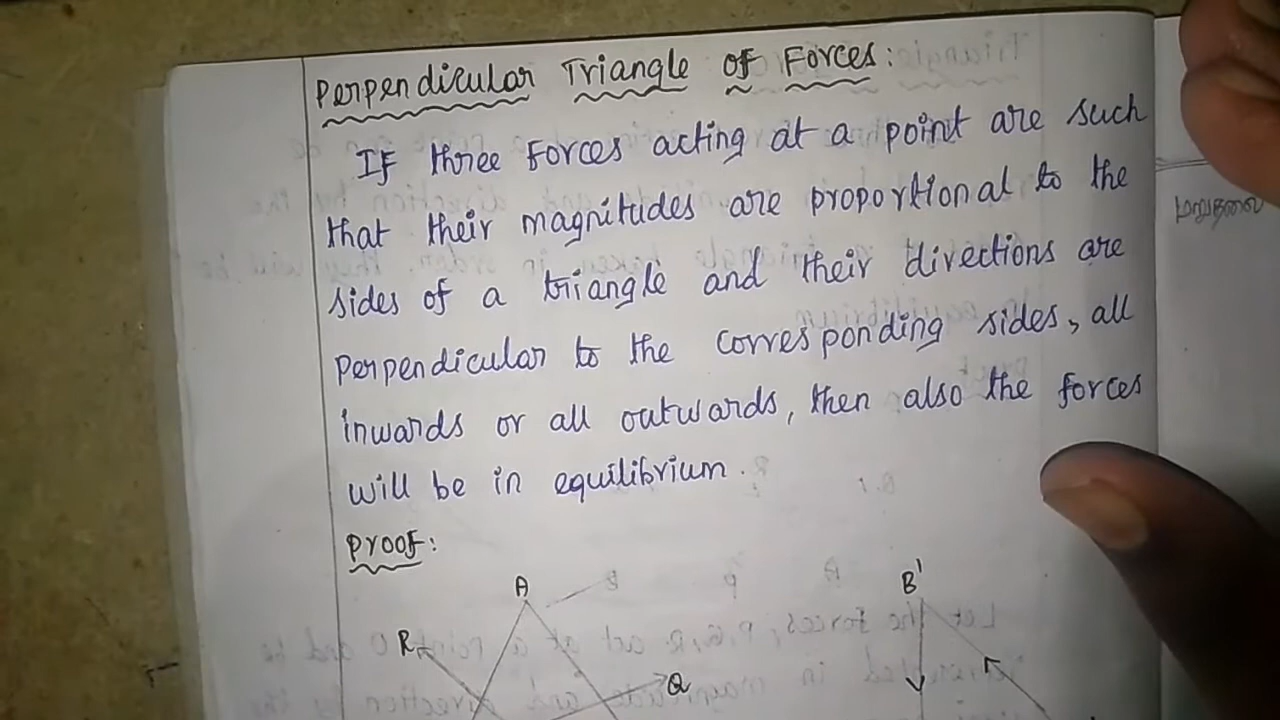 Perpendicular Triangle of Forces:
If three Forces acting at a point are such
that their magnitudes are proportional to the
sides of a triangle and their directions are
perpendicular to the corresponding sides, all
inwards or all outwards, then also the forces
will be in equilibrium.
Proof:
A
B'
R
Q
மறுதலை